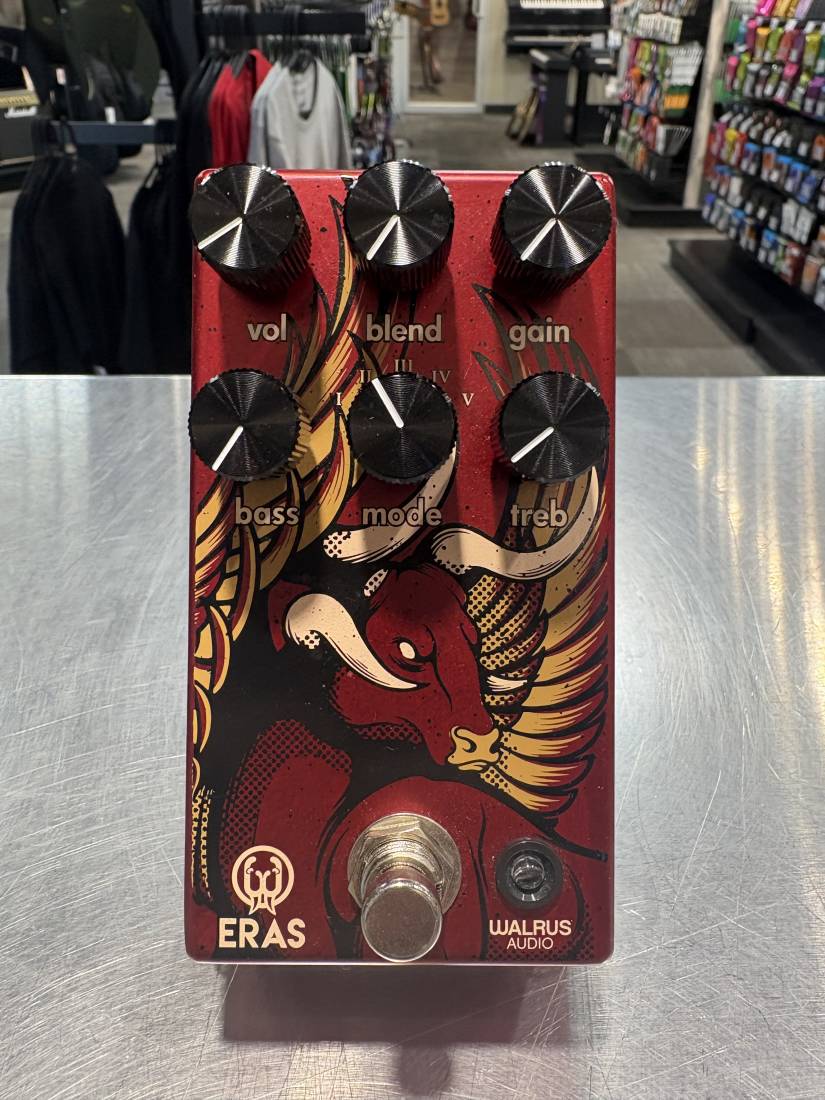 vol blend gain
III
II IV
I V
bass mode treb
ERAS
WALRUS
AUDIO